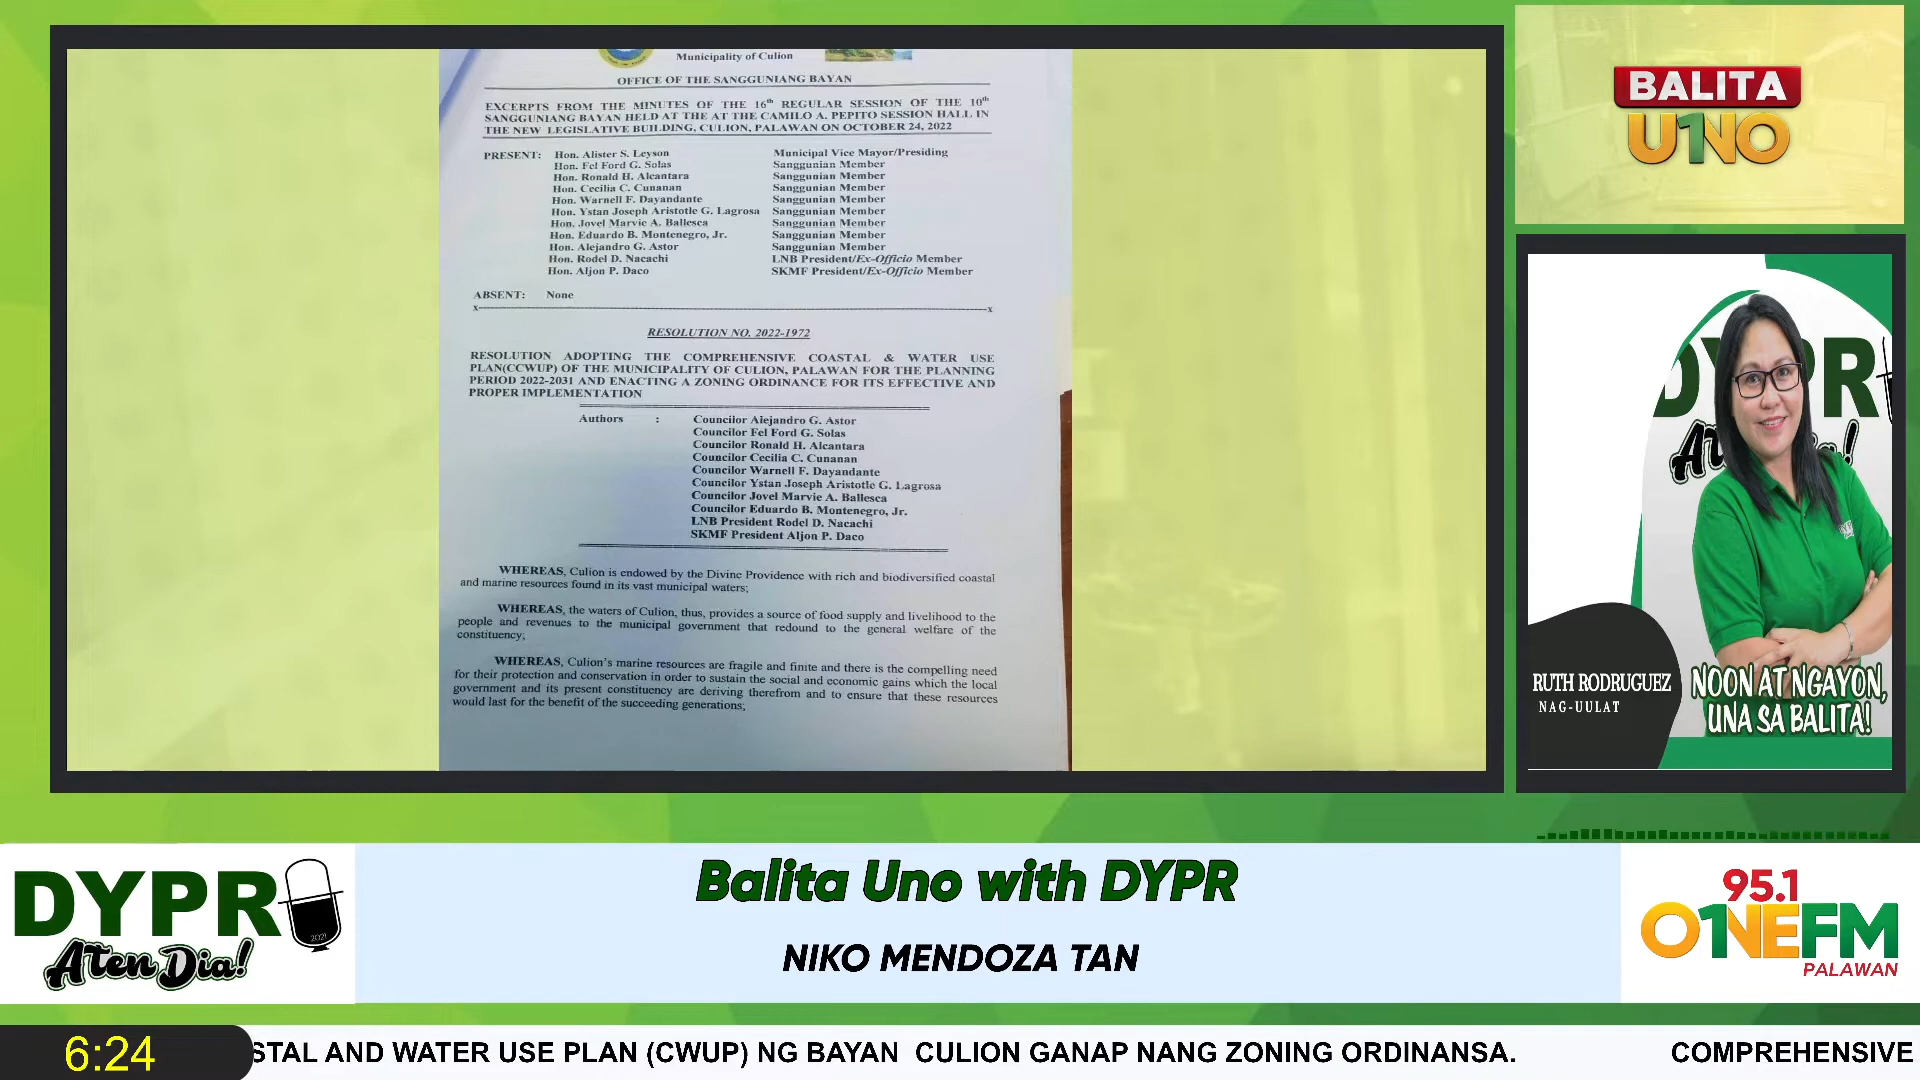 Municipality of Culion
OFFICE OF THE SANGGUNIANG BAYAN
EXCERPTS FROM THE MINUTES OF THE 16th REGULAR SESSION OF THE 10th
SANGGUNIANG BAYAN HELD AT THE AT THE CAMILO A. PEPITO SESSION HALL IN
THE NEW LEGISLATIVE BUILDING, CULION, PALAWAN ON OCTOBER 24, 2022
PRESENT: Hon. Alister S. Leyson Municipal Vice Mayor/Presiding
Hon. Fel Ford G. Solas Sanggunian Member
Hon. Ronald H. Alcantara Sanggunian Member
Hon. Cecilia C. Cunanan Sanggunian Member
Hon. Warnell F. Dayandante Sanggunian Member
Hon. Ystan Joseph Aristotle G. Lagrosa Sanggunian Member
Hon. Jovel Marvic A. Ballesca Sanggunian Member
Hon. Eduardo B. Montenegro, Jr. Sanggunian Member
Hon. Alejandro G. Astor Sanggunian Member
Hon. Rodel D. Nacachi LNB President/Ex-Officio Member
Hon. Aljon P. Daco SKMF President/Ex-Officio Member
ABSENT: None
x-----x
RESOLUTION NO. 2022-1972
RESOLUTION ADOPTING THE COMPREHENSIVE COASTAL & WATER USE
PLAN(CCWUP) OF THE MUNICIPALITY OF CULION, PALAWAN FOR THE PLANNING
PERIOD 2022-2031 AND ENACTING A ZONING ORDINANCE FOR ITS EFFECTIVE AND
PROPER IMPLEMENTATION
Authors : Councilor Alejandro G. Astor
Councilor Fel Ford G. Solas
Councilor Ronald H. Alcantara
Councilor Cecilia C. Cunanan
Councilor Warnell F. Dayandante
Councilor Ystan Joseph Aristotle G. Lagrosa
Councilor Jovel Marvie A. Ballesca
Councilor Eduardo B. Montenegro, Jr.
LNB President Rodel D. Nacachi
SKMF President Aljon P. Daco
WHEREAS, Culion is endowed by the Divine Providence with rich and biodiversified coastal
and marine resources found in its vast municipal waters;
WHEREAS, the waters of Culion, thus, provides a source of food supply and livelihood to the
people and revenues to the municipal government that redound to the general welfare of the
constituency;
WHEREAS, Culion's marine resources are fragile and finite and there is the compelling need
for their protection and conservation in order to sustain the social and economic gains which the local
government and its present constituency are deriving therefrom and to ensure that these resources
would last for the benefit of the succeeding generations;
BALITA
UNO
DYPR
RUTH RODRUGUEZ
NAG-UULAT
NOON AT NGAYON,
UNA SA BALITA!
DYPR
2021
Aten Dia!
Balita Uno with DYPR
NIKO MENDOZA TAN
95.1
ONE FM
PALAWAN
6:24
STAL AND WATER USE PLAN (CWUP) NG BAYAN CULION GANAP NANG ZONING ORDINANSA. COMPREHENSIVE